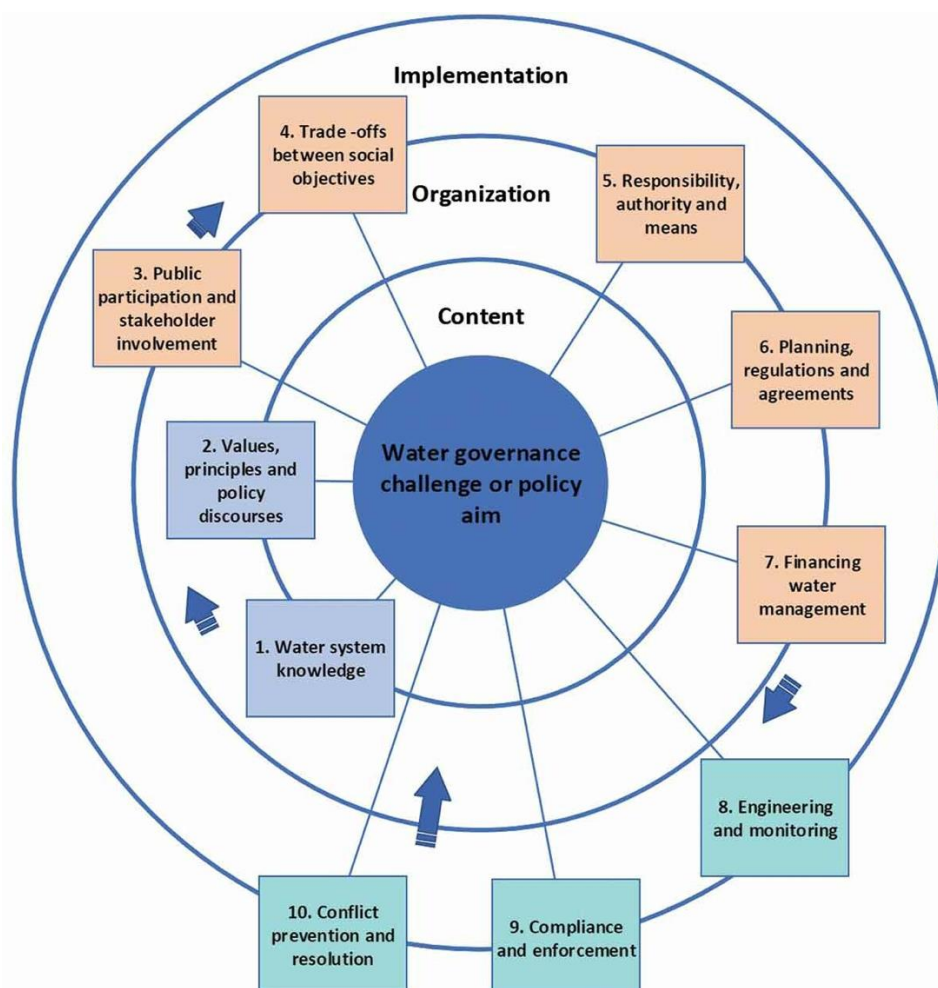 Implementation
4. Trade -offs
between social
objectives
Organization
5. Responsibility,
authority and
means
3. Public
participation and
stakeholder
involvement
Content
6. Planning,
regulations and
agreements
2. Values,
principles and
policy
discourses
Water governance
challenge or policy
aim
7. Financing
water
management
1. Water system
knowledge
8. Engineering
and monitoring
10. Conflict
prevention and
resolution
9. Compliance
and enforcement